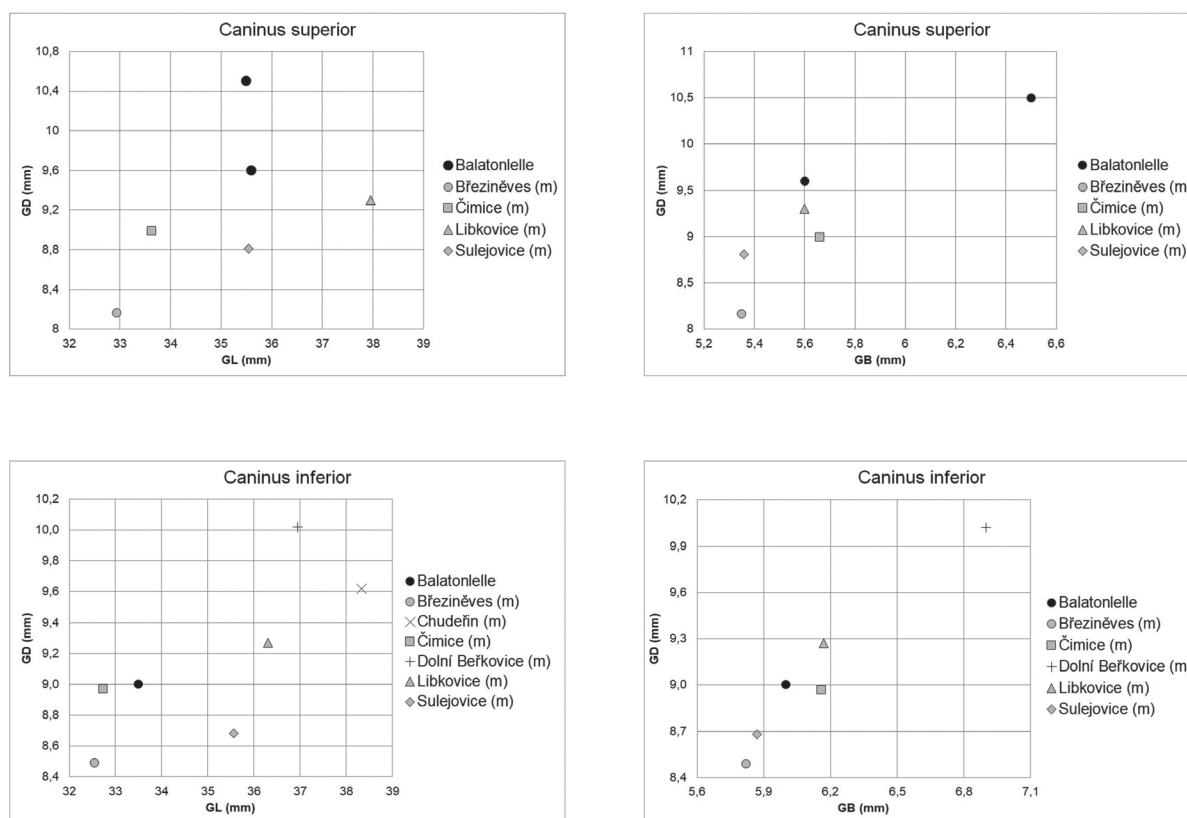 Caninus superior
10,8
10,4
10
9,6
9,2
8,8
8,4
8
32 33 34 35 36 37 38 39
GD (mm)
GL (mm)
Balatonlelle
Březiněves (m)
Čimice (m)
Libkovice (m)
Sulejovice (m)
Caninus superior
11
10,5
10
9,5
9
8,5
8
5,2 5,4 5,6 5,8 6 6,2 6,4 6,6
GD (mm)
GB (mm)
Balatonlelle
Březiněves (m
Čimice (m)
Libkovice (m)
Sulejovice (m)
Caninus inferior
10,2
10,0
9,8
9,6
9,4
9,2
9,0
8,8
8,6
8,4
32 33 34 35 36 37 38 39
GD (mm)
GL (mm)
Balatonlelle
Březiněves (m)
Chudeřin (m)
Čimice (m)
Dolní Beřkovice (m)
Libkovice (m)
Sulejovice (m)
Caninus inferior
10,2
9,9
9,6
9,3
9,0
8,7
8,4
5,6 5,9 6,2 6,5 6,8 7,1
GD (mm)
GB (mm)
Balatonlelle
Březiněves (m)
Čimice (m)
Dolní Beřkovice (m
Libkovice (m)
Sulejovice (m)